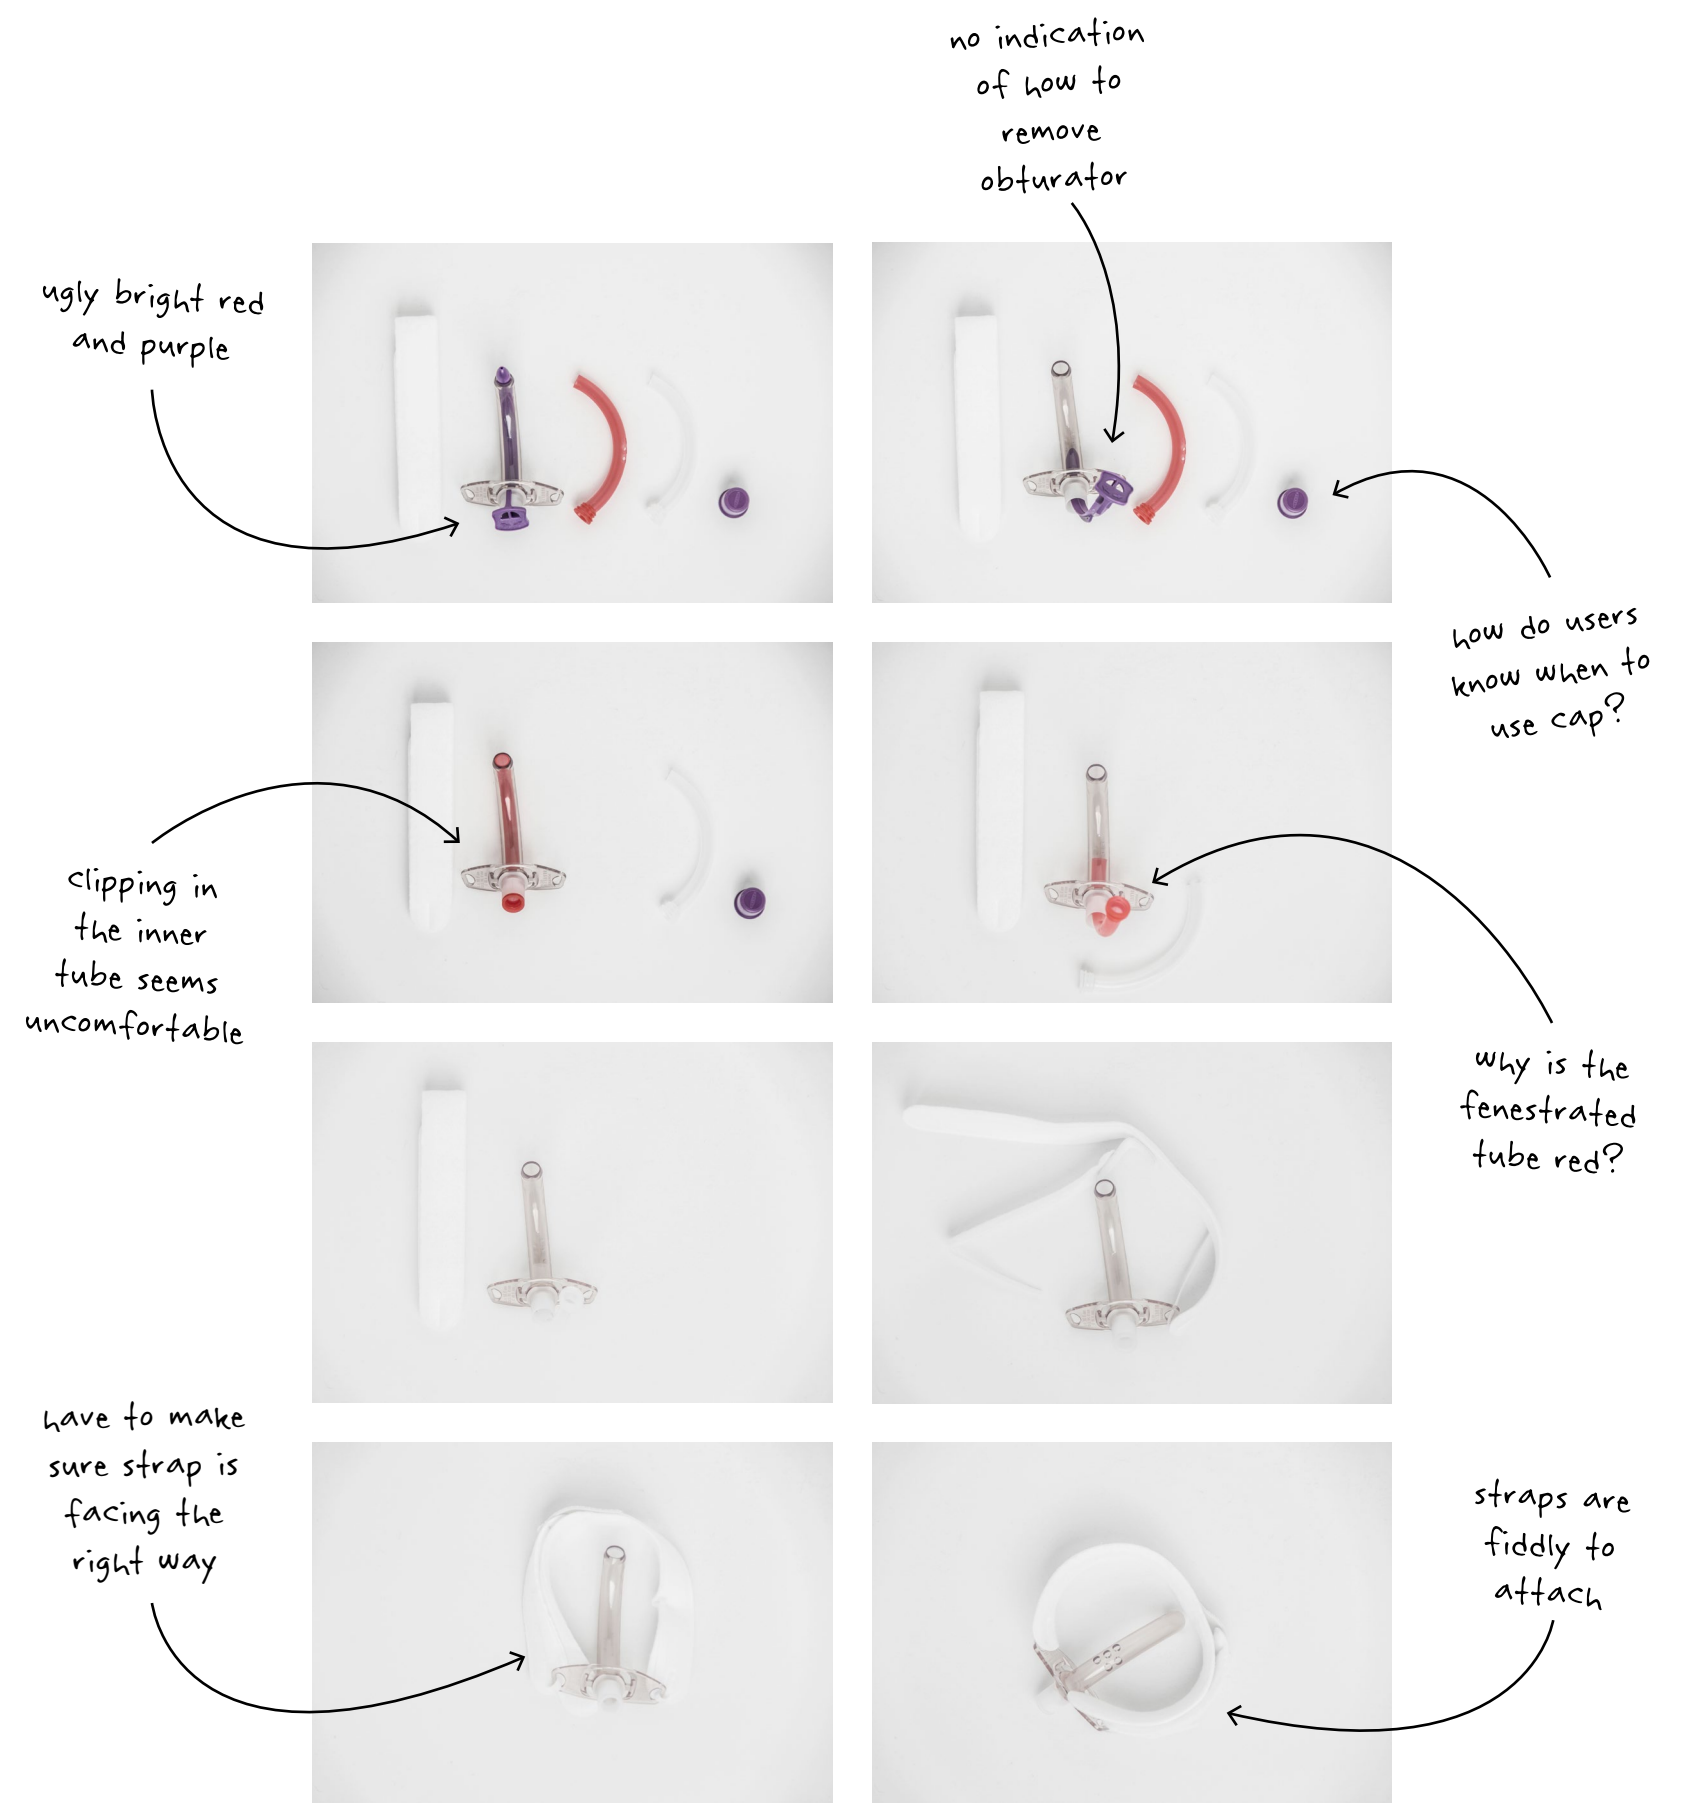 no indication
of how to
remove
obturator
ugly bright red
and purple
how do users
know when to
use cap?
clipping in
the inner
tube seems
uncomfortable
why is the
fenestrated
tube red?
have to make
sure strap is
facing the
right way
straps are
fiddly to
attach